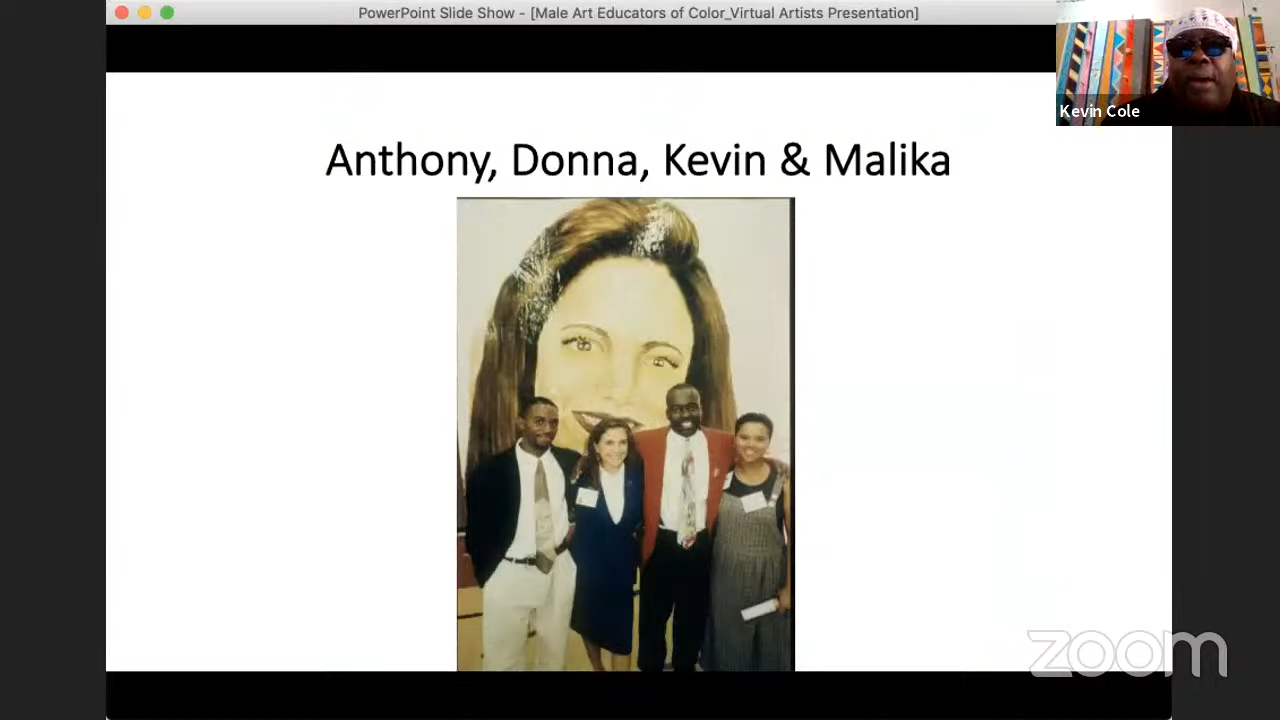 PowerPoint Slide Show - [Male Art Educators of Color_Virtual Artists Presentation]
Kevin Cole
Anthony, Donna, Kevin & Malika
zoom